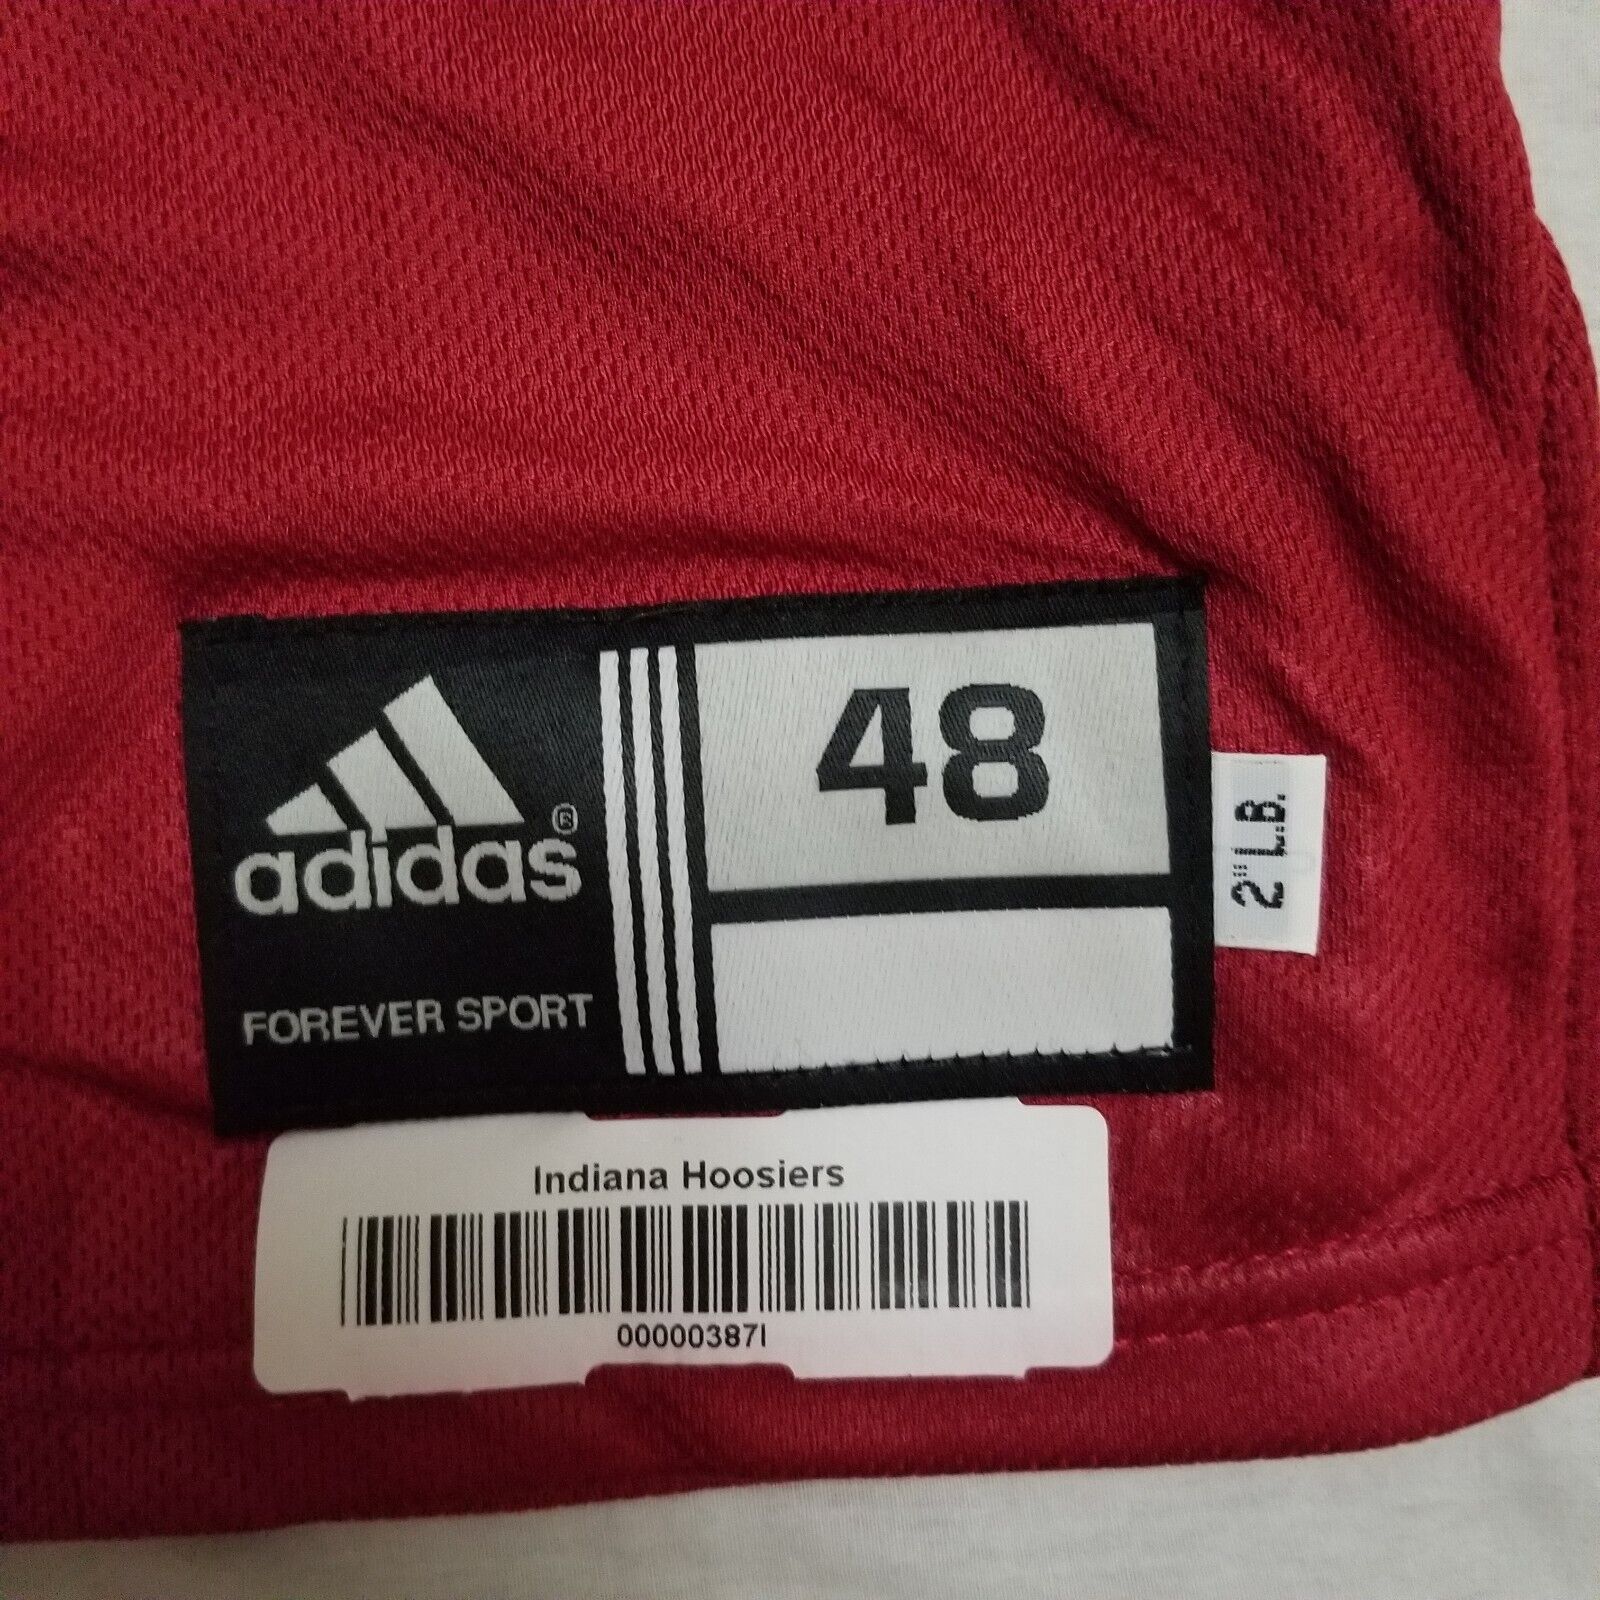 48
adidas®
FOREVER SPORT
2" L.B.
Indiana Hoosiers
00000387I